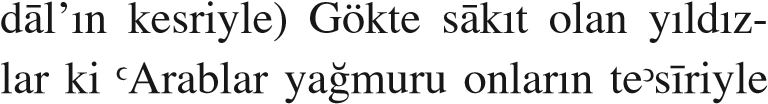 dāl’ın kesriyle) Gökte sākıt olan yıldız-
lar ki ʿArablar yağmuru onların teʾsīriyle